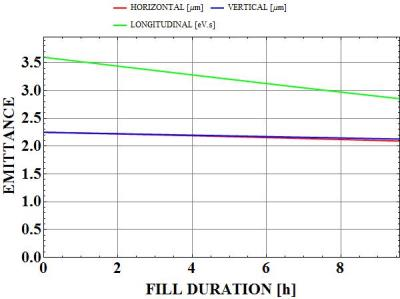 HORIZONTAL [μm] VERTICAL [μm]
LONGITUDINAL [eV.s]
3.5
3.0
2.5
2.0
1.5
1.0
0.5
0.0
EMITTANCE
0 2 4 6 8
FILL DURATION [h]